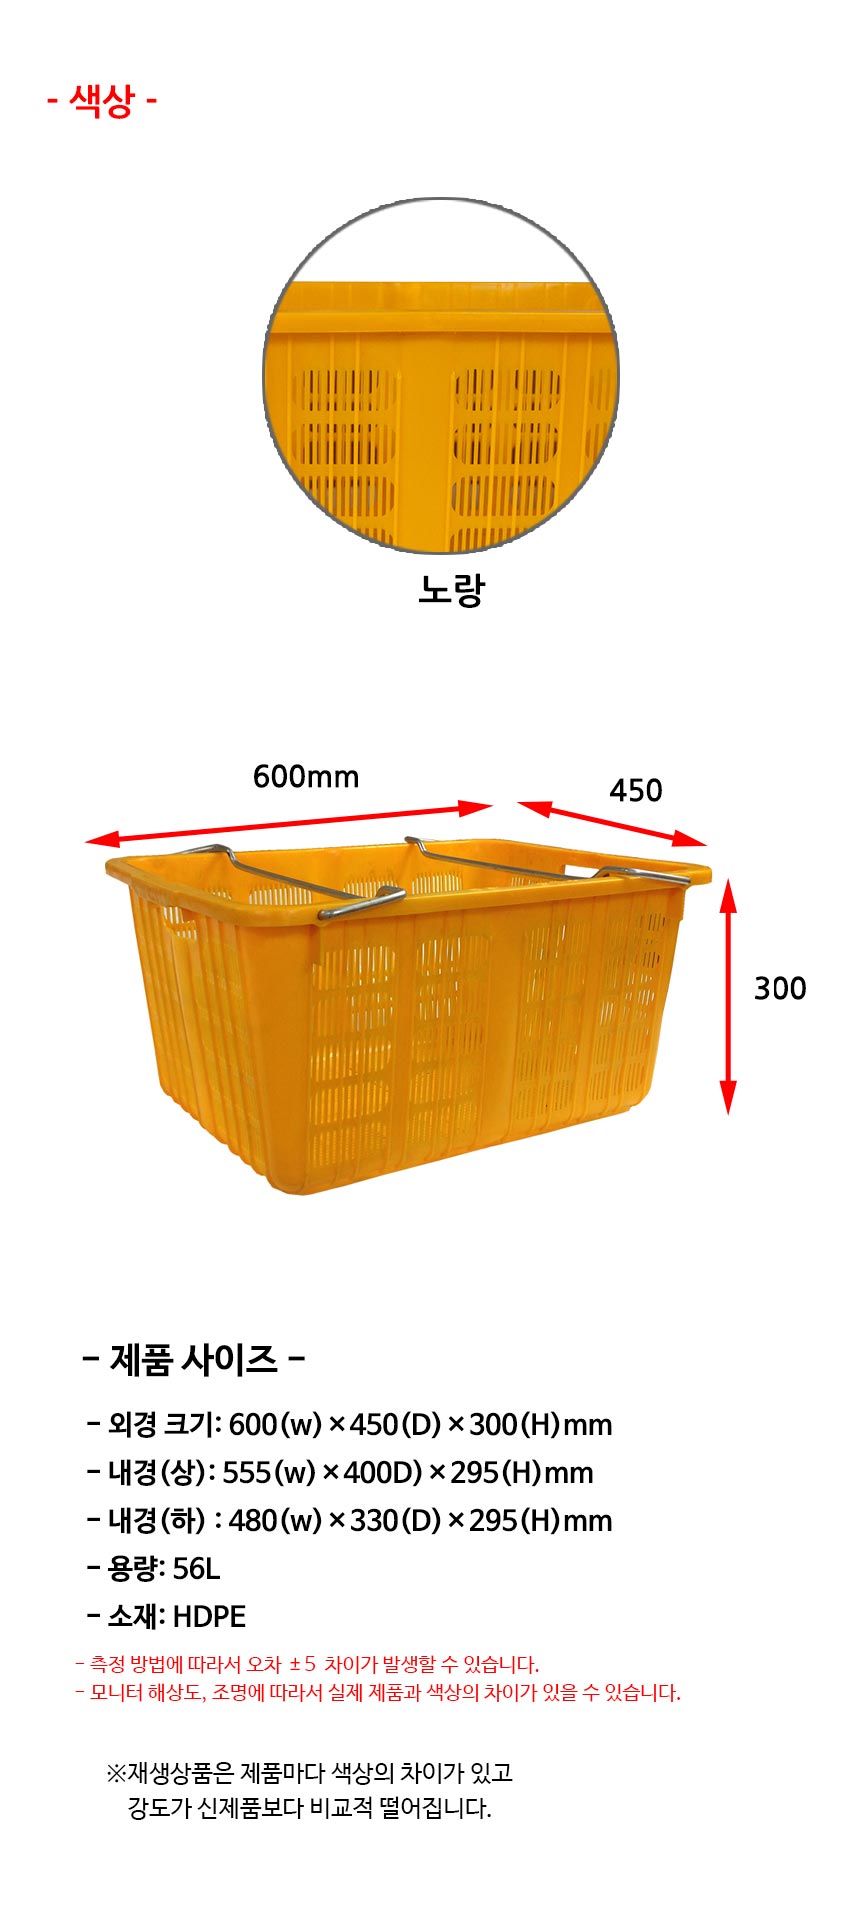 - 색상 -
노랑
600mm
450
300
- 제품 사이즈 -
- 외경 크기: 600(w)×450(D)×300(H)mm
- 내경(상): 555(w)×400D)×295(H)mm
- 내경(하) : 480(w)×330(D)×295(H)mm
- 용량: 56L
- 소재: HDPE
- 측정 방법에 따라서 오차 ±5 차이가 발생할 수 있습니다.
- 모니터 해상도, 조명에 따라서 실제 제품과 색상의 차이가 있을 수 있습니다.
※재생상품은 제품마다 색상의 차이가 있고
강도가 신제품보다 비교적 떨어집니다.